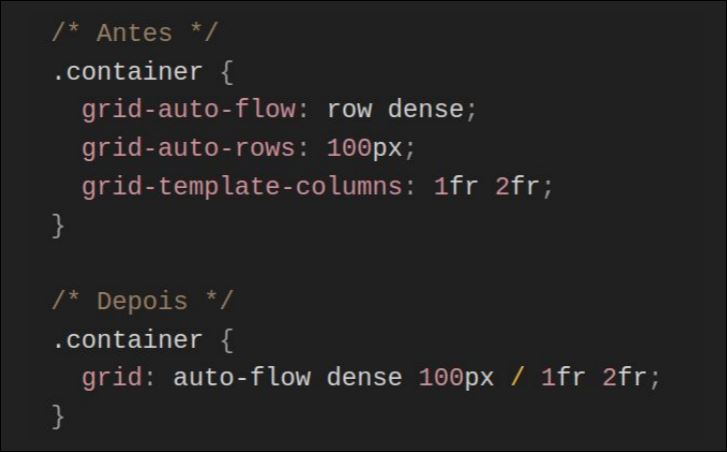 /* Antes */
.container {
  grid-auto-flow: row dense;
  grid-auto-rows: 100px;
  grid-template-columns: 1fr 2fr;
}
/* Depois */
.container {
  grid: auto-flow dense 100px / 1fr 2fr;
}